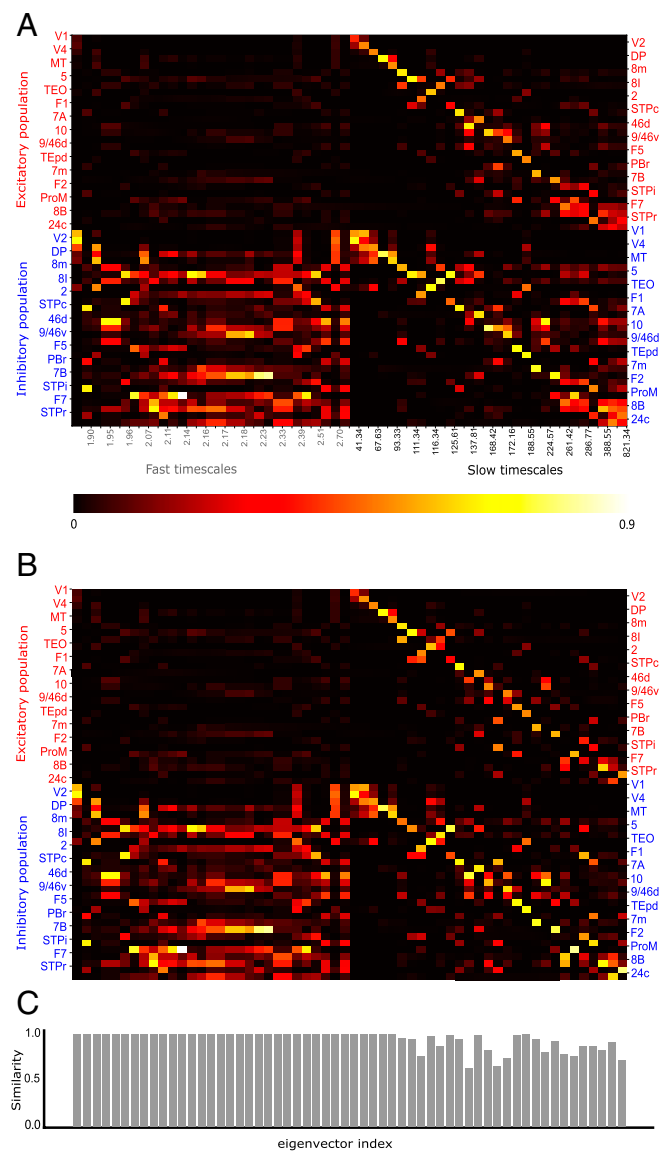 A
V1
V4
MT
5
TEO
F1
7A
10
9/46d
TEpd
7m
F2
ProM
8B
24c
V2
DP
8m
8l
2
STPc
46d
9/46v
F5
PBr
7B
STPi
F7
STPr
Excitatory population
Inhibitory population
V2
DP
8m
8l
2
STPc
46d
9/46v
F5
PBr
7B
STPi
F7
STPr
V1
V4
MT
5
TEO
F1
7A
10
9/46d
TEpd
7m
F2
ProM
8B
24c
1.90
1.95
1.96
2.07
2.11
2.14
2.16
2.17
2.18
2.23
2.33
2.39
2.51
2.70
41.34
67.63
93.33
111.34
116.34
125.61
137.81
168.42
172.16
188.55
224.57
261.42
286.77
388.55
821.34
Fast timescales
Slow timescales
0
0.9
B
V1
V4
MT
5
TEO
F1
7A
10
9/46d
TEpd
7m
F2
ProM
8B
24c
V2
DP
8m
8l
2
STPc
46d
9/46v
F5
PBr
7B
STPi
F7
STPr
Excitatory population
Inhibitory population
V2
DP
8m
8l
2
STPc
46d
9/46v
F5
PBr
7B
STPi
F7
STPr
V1
V4
MT
5
TEO
F1
7A
10
9/46d
TEpd
7m
F2
ProM
8B
24c
C
1.0
0.5
0.0
Similarity
eigenvector index